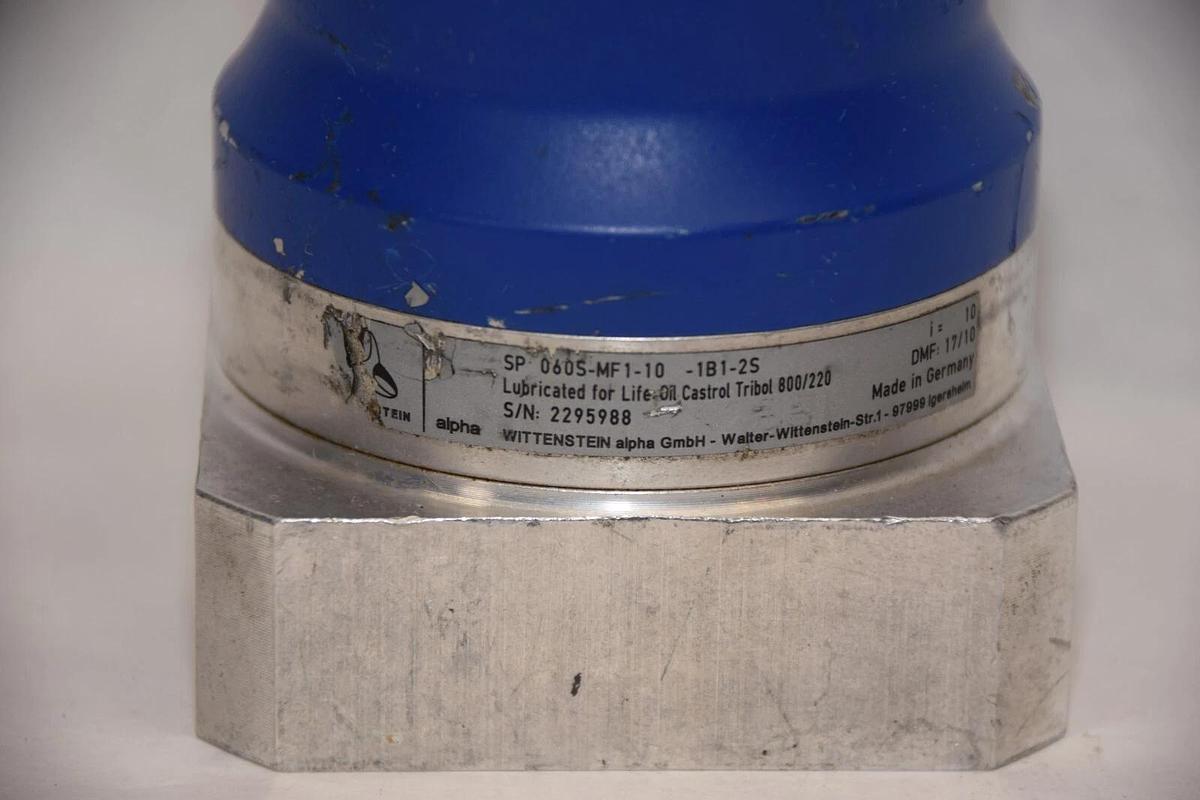 SP 060S-MF1-10 -1B1-2S
i = 10
Lubricated for Life-Oil Castrol Tribol 800/220
DMF: 17/10
S/N: 2295988
Made in Germany
alpha
WITTENSTEIN alpha GmbH - Walter-Wittenstein-Str.1 - 97999 Igersheim